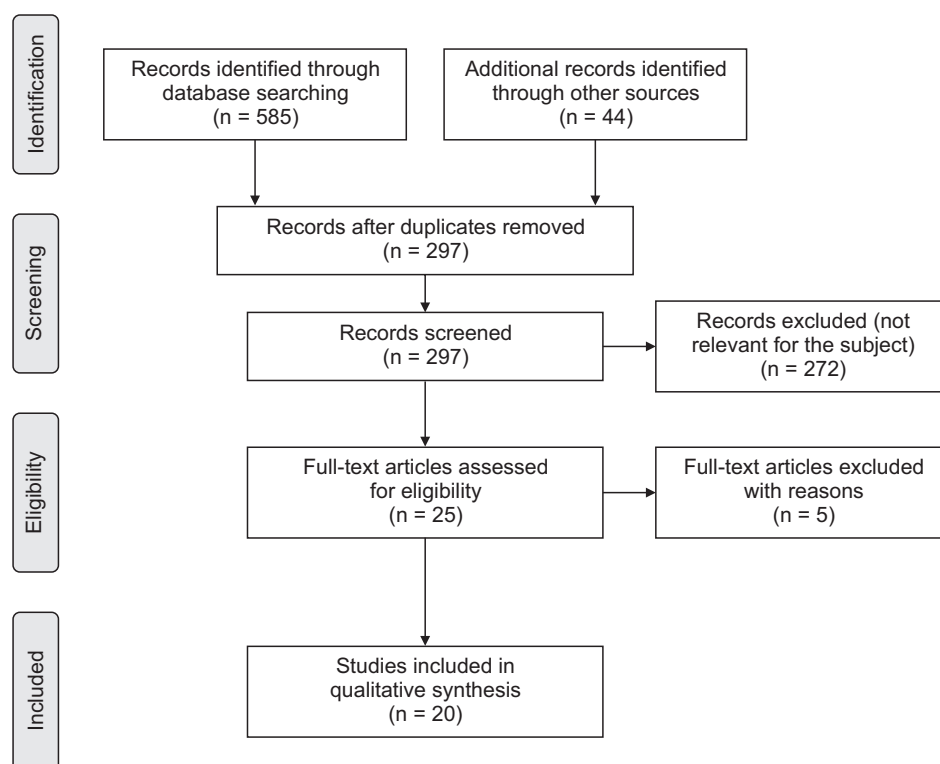 Identification
Records identified through
database searching
(n = 585)
Additional records identified
through other sources
(n = 44)
Screening
Records after duplicates removed
(n = 297)
Records screened
(n = 297)
Records excluded (not
relevant for the subject)
(n = 272)
Eligibility
Full-text articles assessed
for eligibility
(n = 25)
Full-text articles excluded
with reasons
(n = 5)
Included
Studies included in
qualitative synthesis
(n = 20)